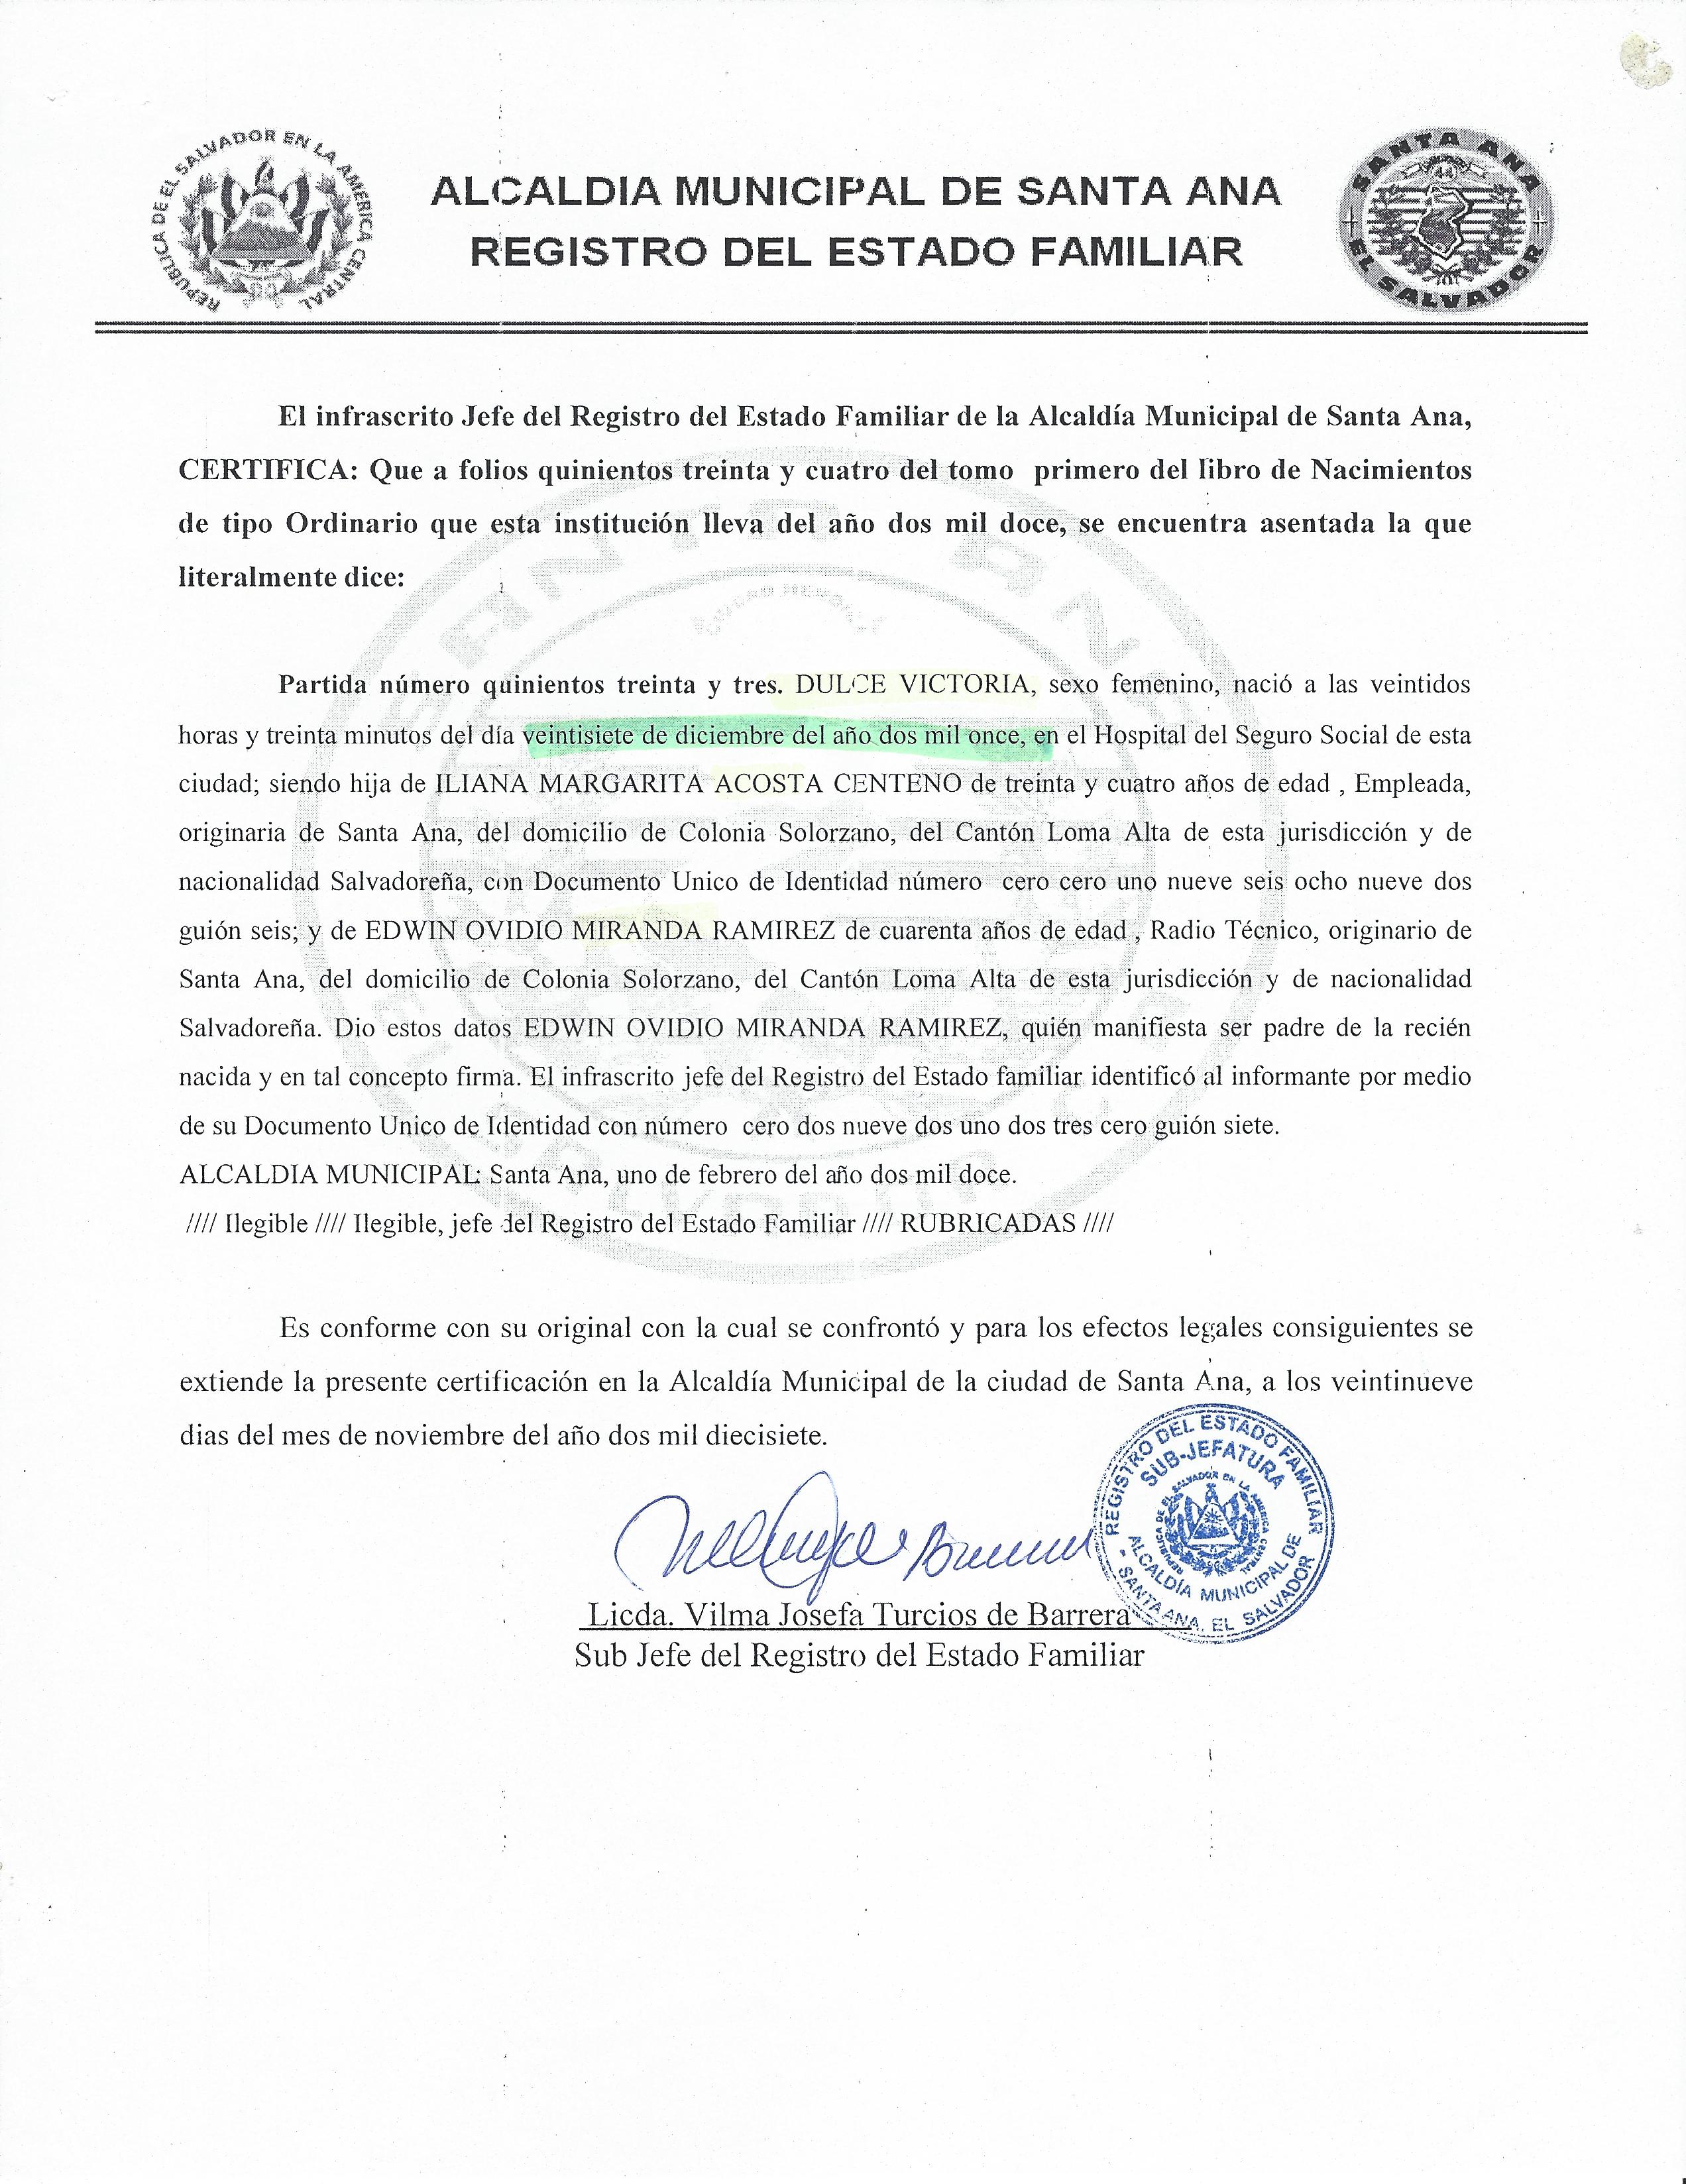 REPUBLICA DE EL SALVADOR EN LA AMERICA CENTRAL
ALCALDIA MUNICIPAL DE SANTA ANA
REGISTRO DEL ESTADO FAMILIAR
SANTA ANA
44
EL SALVADOR
El infrascrito Jefe del Registro del Estado Familiar de la Alcaldía Municipal de Santa Ana,
CERTIFICA: Que a folios quinientos treinta y cuatro del tomo primero del libro de Nacimientos
de tipo Ordinario que esta institución lleva del año dos mil doce, se encuentra asentada la que
literalmente dice:
Partida número quinientos treinta y tres. DULCE VICTORIA, sexo femenino, nació a las veintidos
horas y treinta minutos del día veintisiete de diciembre del año dos mil once, en el Hospital del Seguro Social de esta
ciudad; siendo hija de ILIANA MARGARITA ACOSTA CENTENO de treinta y cuatro años de edad , Empleada,
originaria de Santa Ana, del domicilio de Colonia Solorzano, del Cantón Loma Alta de esta jurisdicción y de
nacionalidad Salvadoreña, con Documento Unico de Identidad número cero cero uno nueve seis ocho nueve dos
guión seis; y de EDWIN OVIDIO MIRANDA RAMIREZ de cuarenta años de edad , Radio Técnico, originario de
Santa Ana, del domicilio de Colonia Solorzano, del Cantón Loma Alta de esta jurisdicción y de nacionalidad
Salvadoreña. Dio estos datos EDWIN OVIDIO MIRANDA RAMIREZ, quién manifiesta ser padre de la recién
nacida y en tal concepto firma. El infrascrito jefe del Registro del Estado familiar identificó al informante por medio
de su Documento Unico de Identidad con número cero dos nueve dos uno dos tres cero guión siete.
ALCALDIA MUNICIPAL: Santa Ana, uno de febrero del año dos mil doce.
//// Ilegible //// Ilegible, jefe del Registro del Estado Familiar //// RUBRICADAS ////
Es conforme con su original con la cual se confrontó y para los efectos legales consiguientes se
extiende la presente certificación en la Alcaldía Municipal de la ciudad de Santa Ana, a los veintinueve
dias del mes de noviembre del año dos mil diecisiete.
REGISTRO DEL ESTADO FAMILIAR
SUB-JEFATURA
ALCALDÍA MUNICIPAL DE
SANTA ANA, EL SALVADOR
Licda. Vilma Josefa Turcios de Barrera
Sub Jefe del Registro del Estado Familiar